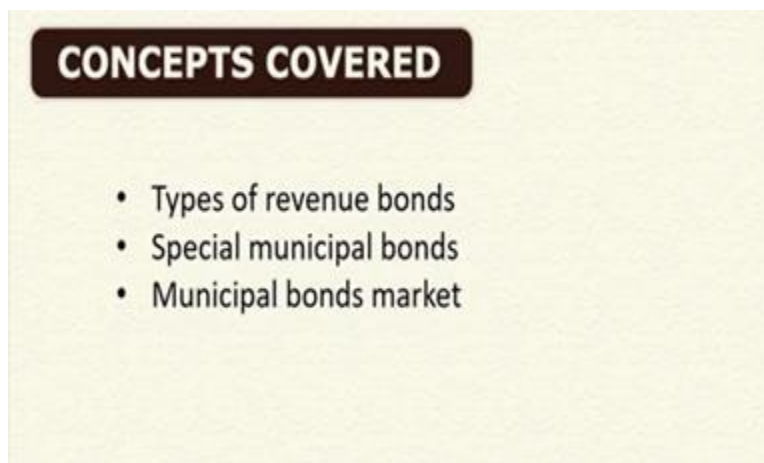 CONCEPTS COVERED
• Types of revenue bonds
• Special municipal bonds
• Municipal bonds market